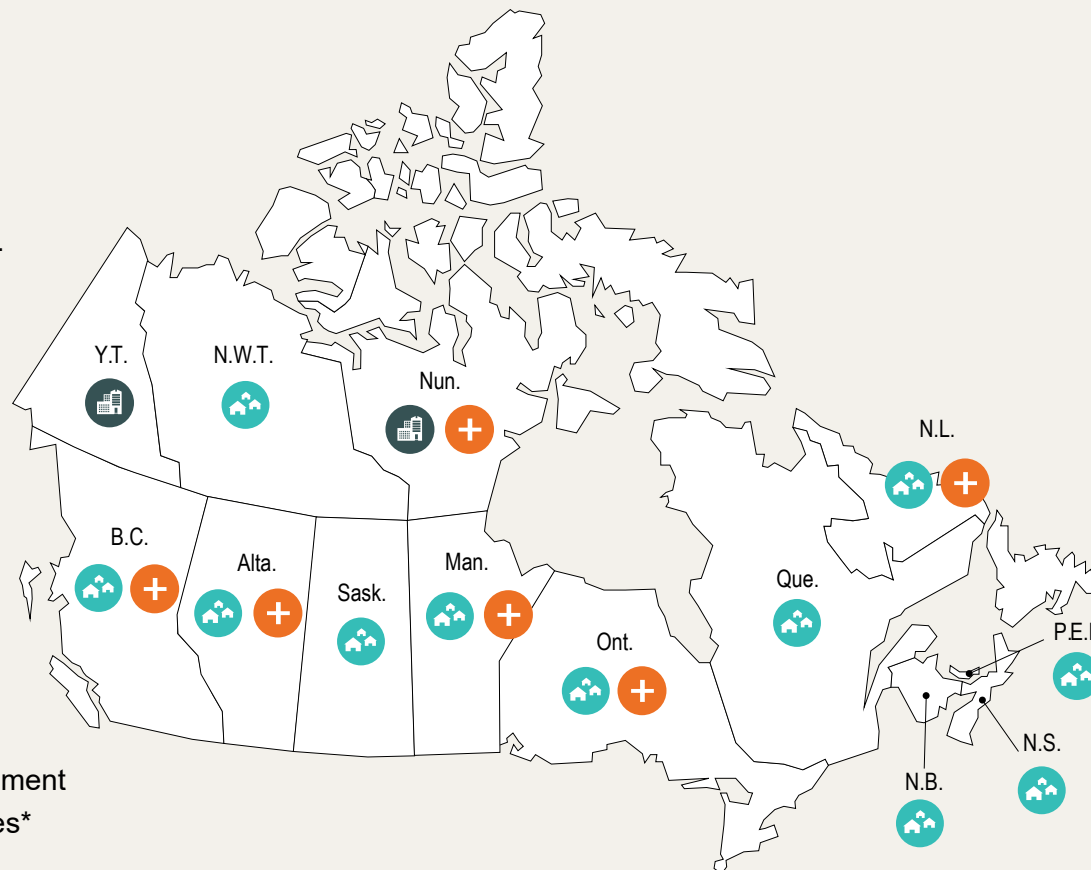 Y.T.
N.W.T.
Nun.
N.L.
B.C.
Alta.
Sask.
Man.
Que.
Ont.
P.E.I
N.S.
N.B.
ment
es*